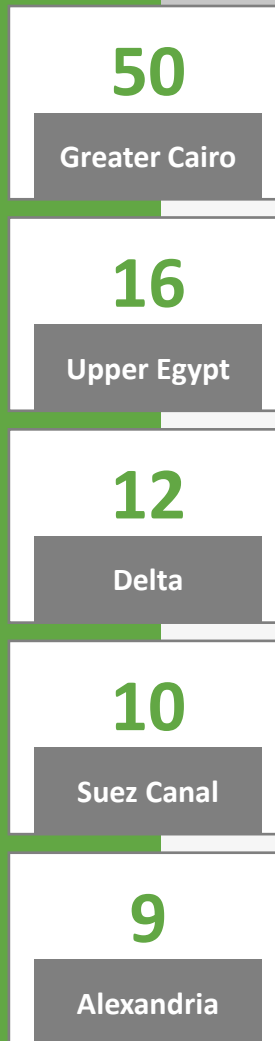 50
Greater Cairo
16
Upper Egypt
12
Delta
10
Suez Canal
9
Alexandria